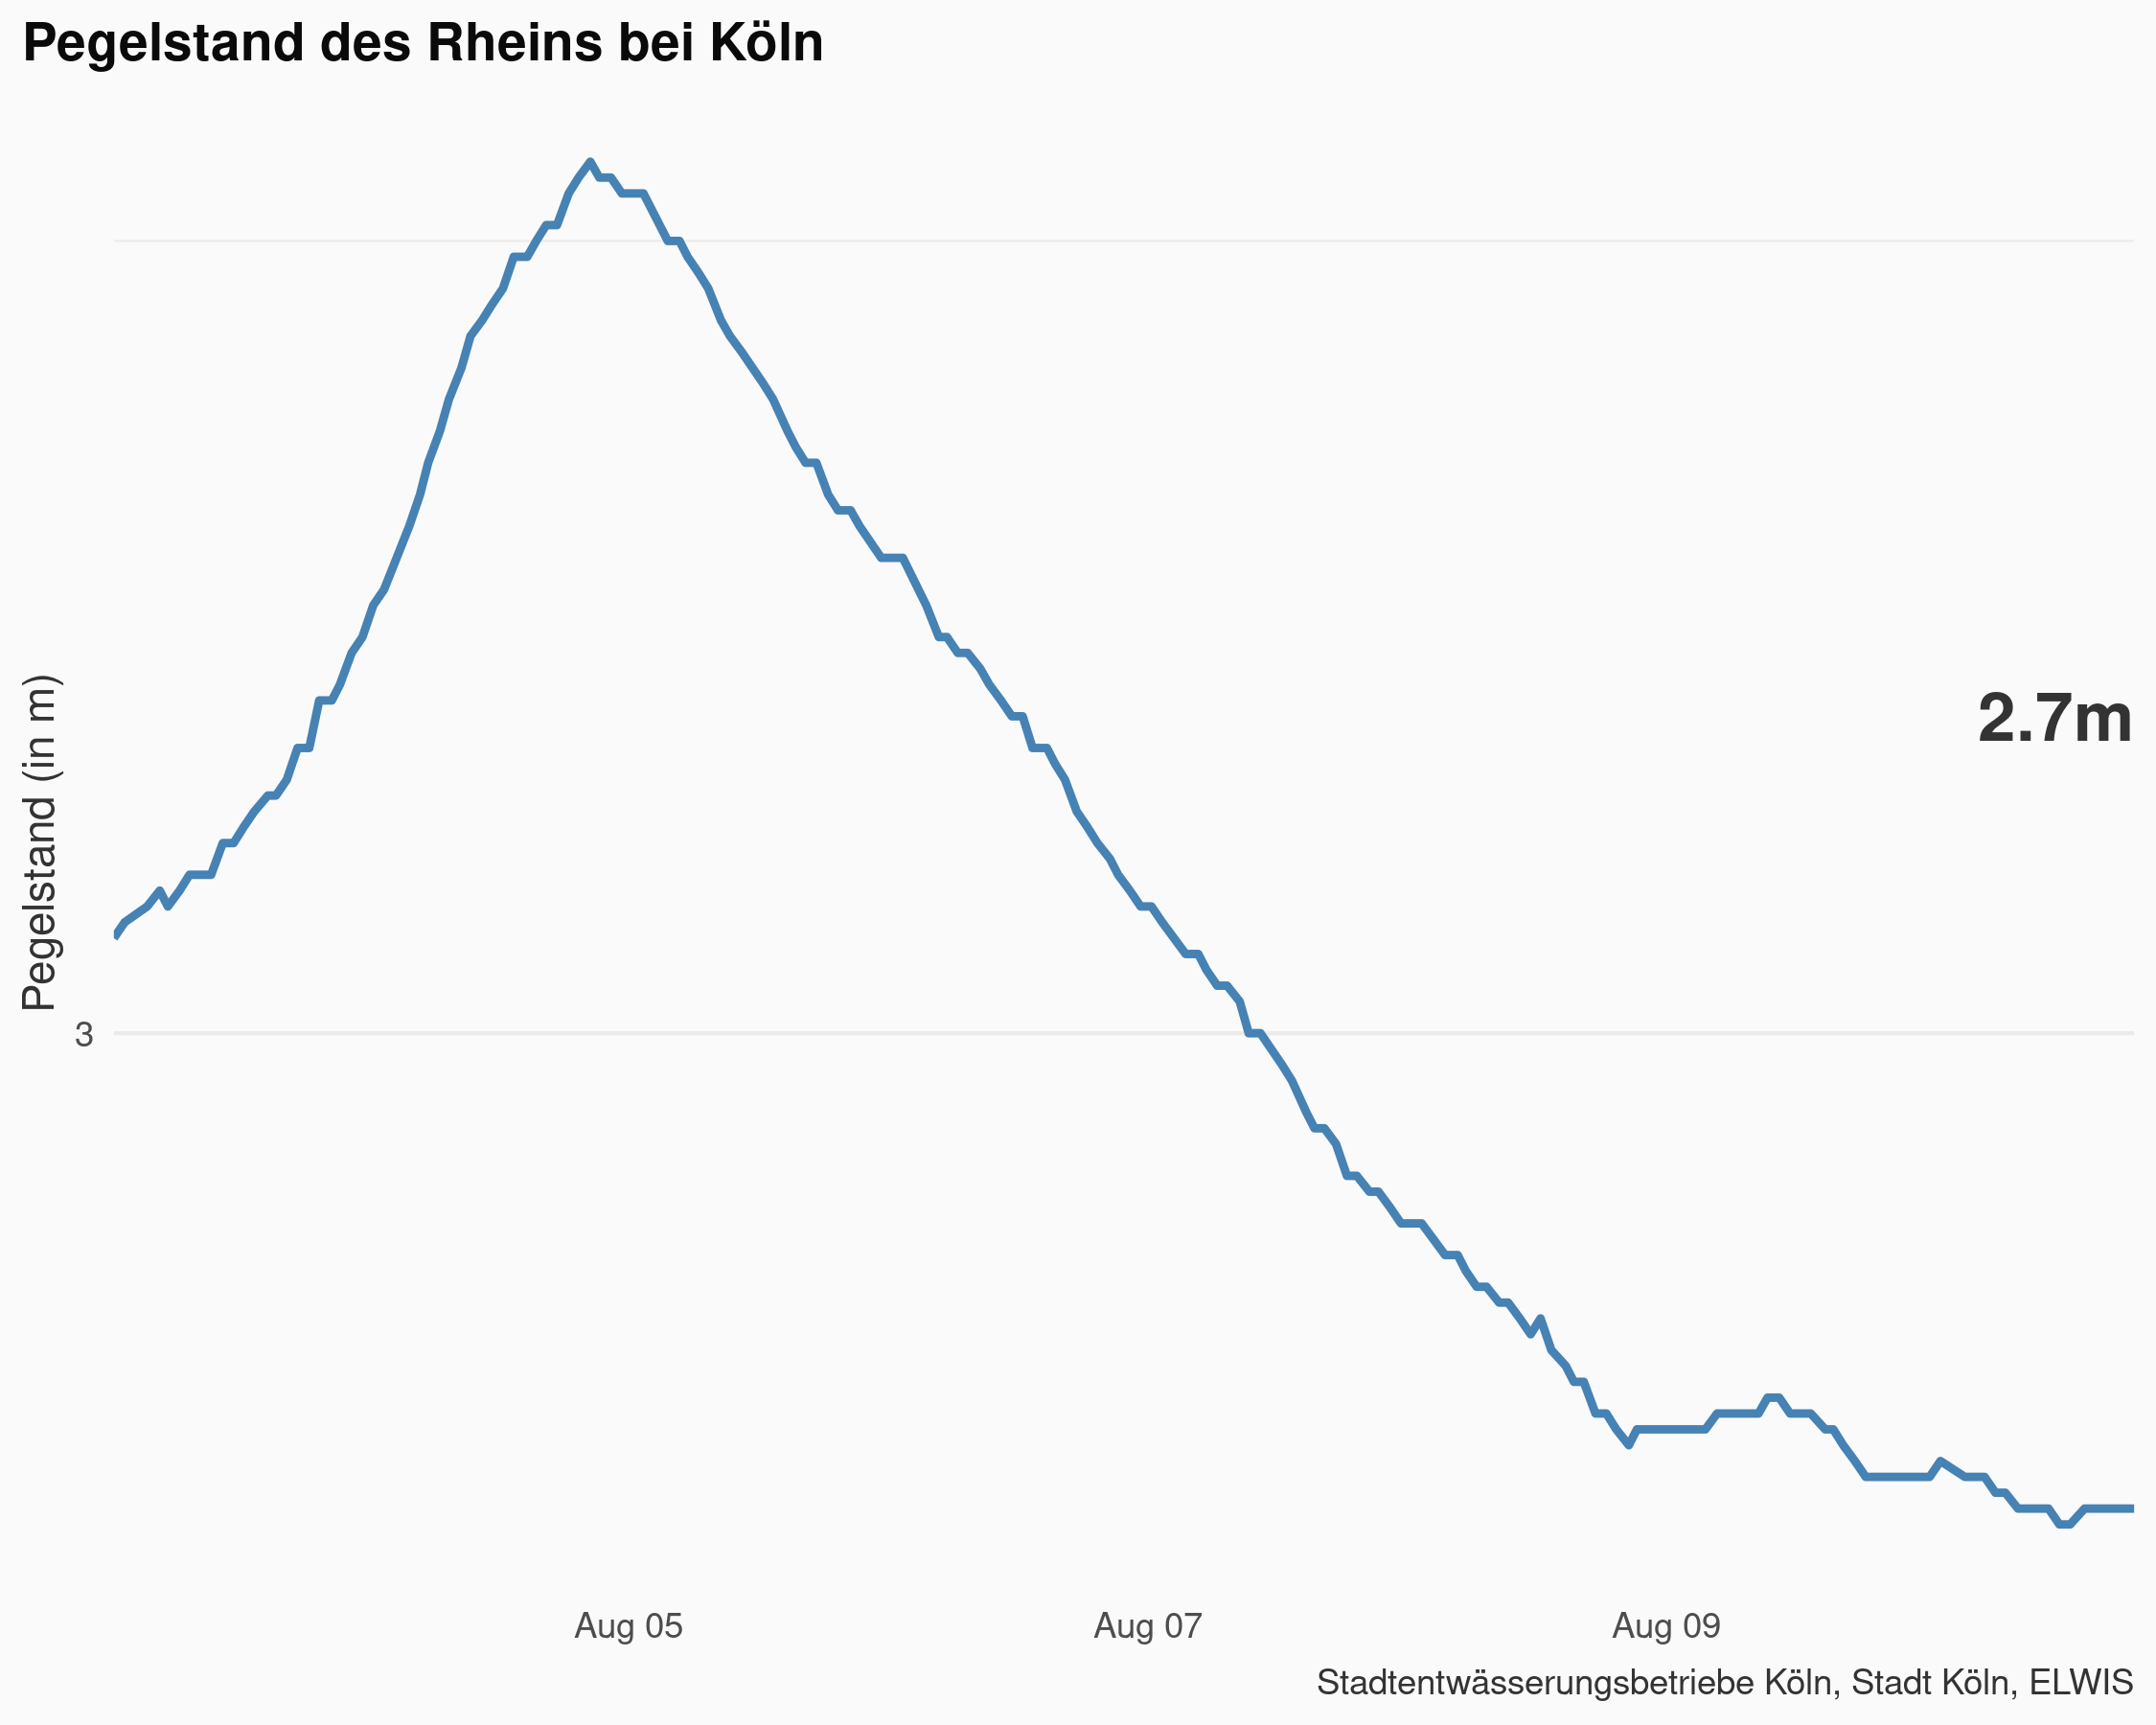 Pegelstand des Rheins bei Köln
Pegelstand (in m)
2.7m
3
Aug 05
Aug 07
Aug 09
Stadtentwässerungsbetriebe Köln, Stadt Köln, ELWIS